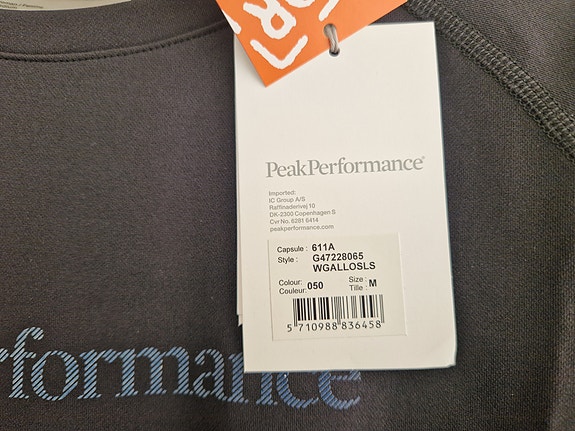 PeakPerformance®
Imported:
IC Group A/S
Raffinaderivej 10
DK-2300 Copenhagen S
Cvr No. 6281 6414
peakperformance.com
Capsule : 611A
Style : G47228065
WGALLOSLS
Colour: Size :
Couleur: 050 Tille : M
5 710988 836458
rformance